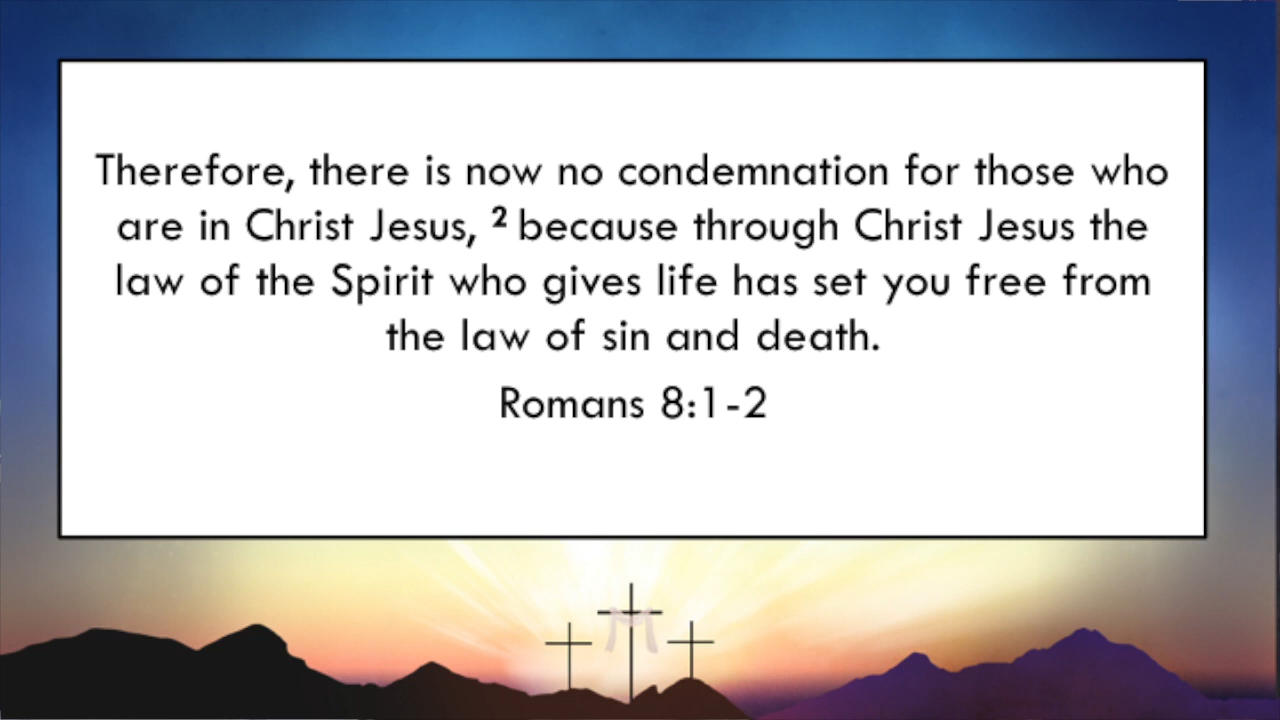 Therefore, there is now no condemnation for those who
are in Christ Jesus, ² because through Christ Jesus the
law of the Spirit who gives life has set you free from
the law of sin and death.
Romans 8:1-2